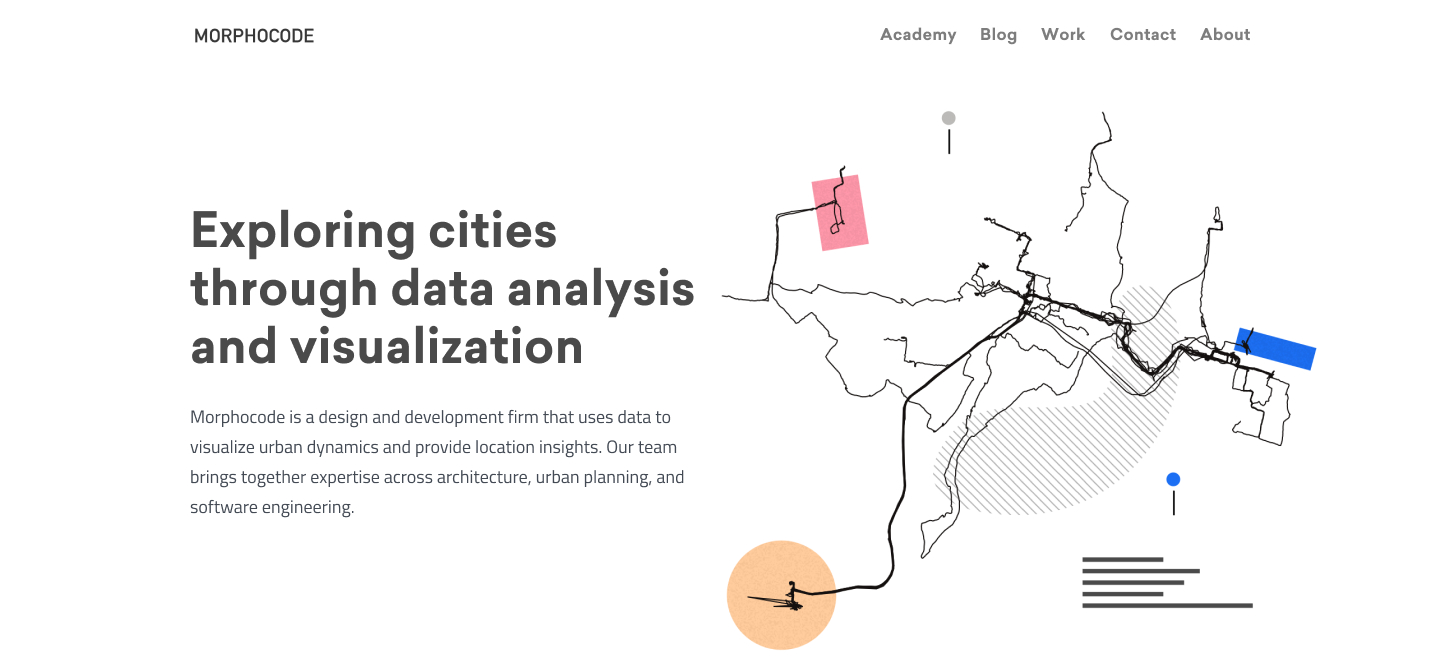 MORPHOCODE
Academy Blog Work Contact About
Exploring cities
through data analysis
and visualization
Morphocode is a design and development firm that uses data to
visualize urban dynamics and provide location insights. Our team
brings together expertise across architecture, urban planning, and
software engineering.